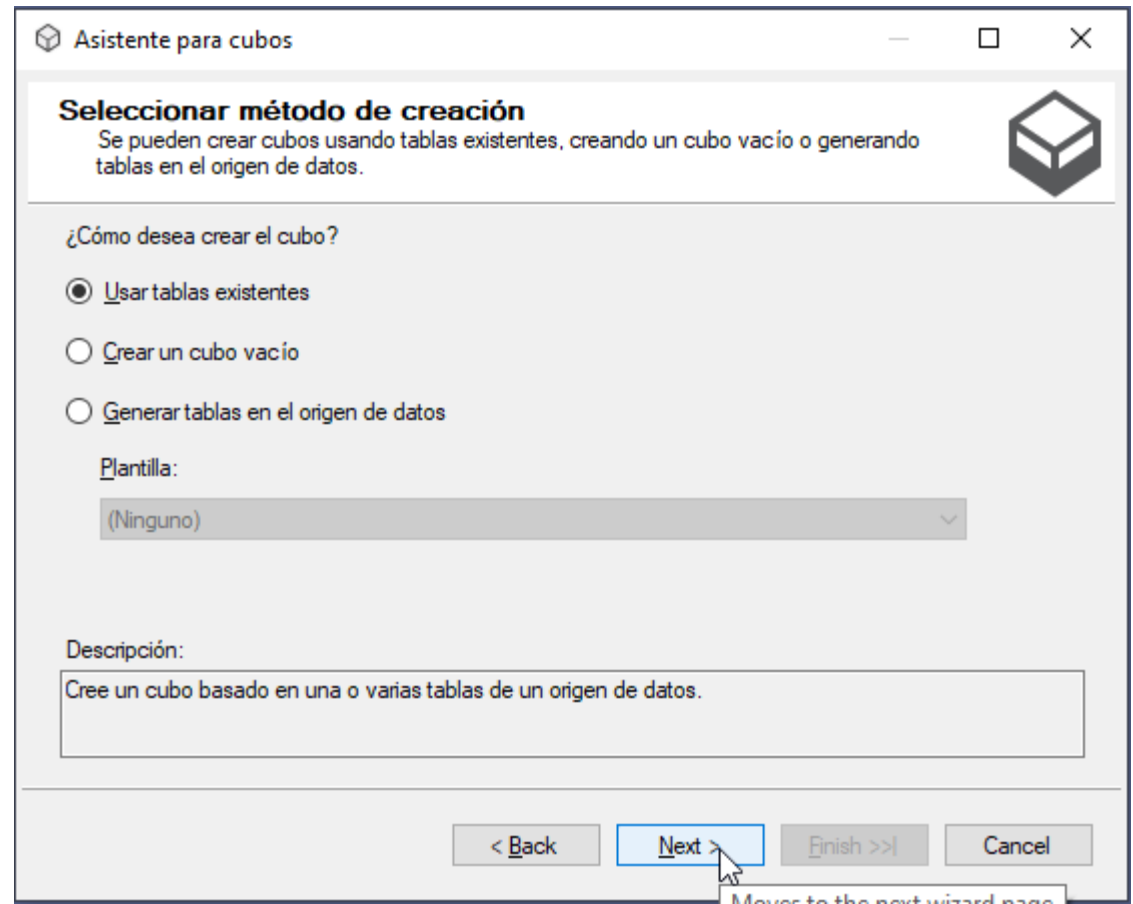 Asistente para cubos
Seleccionar método de creación
Se pueden crear cubos usando tablas existentes, creando un cubo vacío o generando
tablas en el origen de datos.
¿Cómo desea crear el cubo?
Usar tablas existentes
Crear un cubo vacío
Generar tablas en el origen de datos
Plantilla:
(Ninguno)
Descripción:
Cree un cubo basado en una o varias tablas de un origen de datos.
< Back
Next >
Finish >>|
Cancel
Moves to the next wizard page